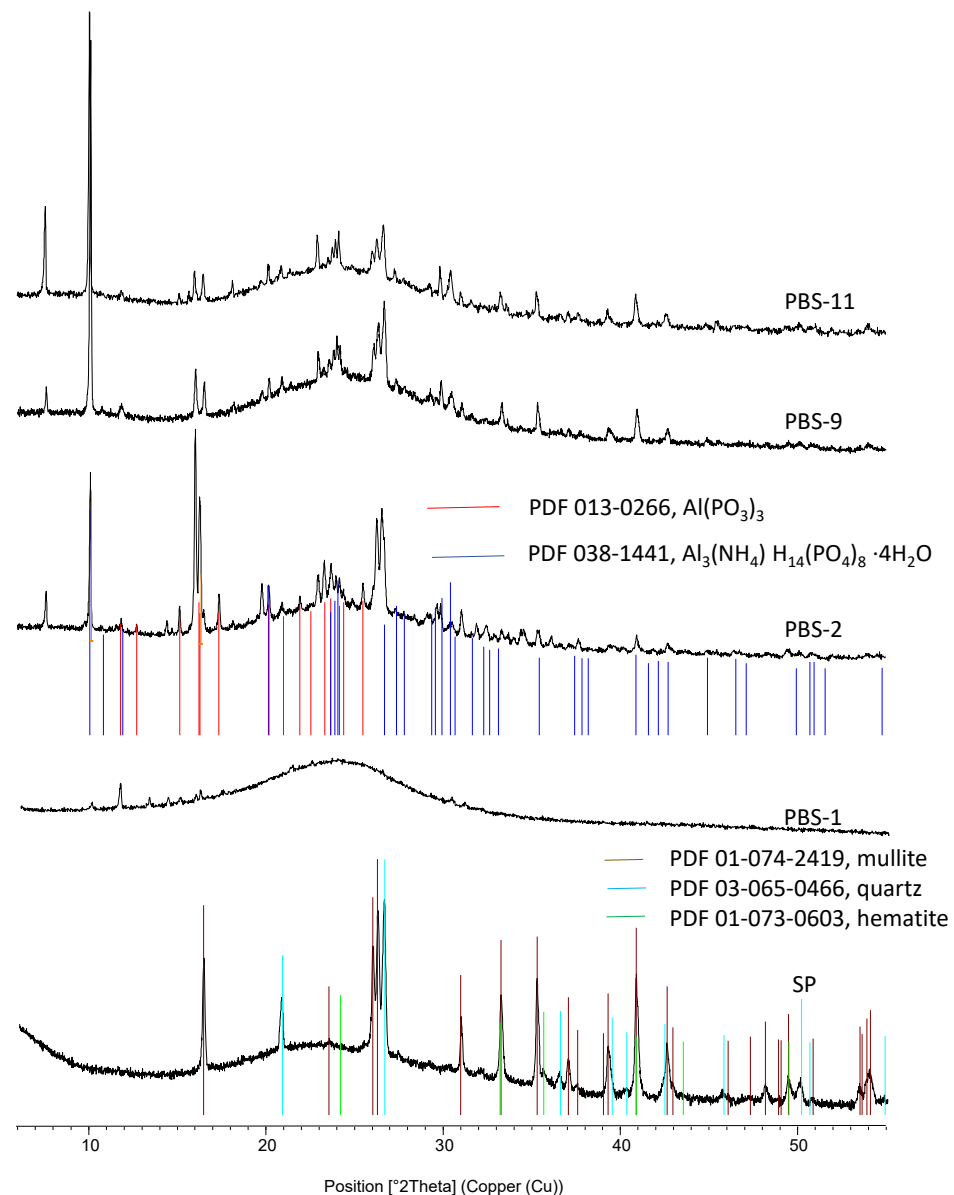 PBS-11
PBS-9
PDF 013-0266, Al(PO₃)₃
PDF 038-1441, Al₃(NH₄) H₁₄(PO₄)₈ ·4H₂O
PBS-2
PBS-1
PDF 01-074-2419, mullite
PDF 03-065-0466, quartz
PDF 01-073-0603, hematite
SP
10 20 30 40 50
Position [°2Theta] (Copper (Cu))